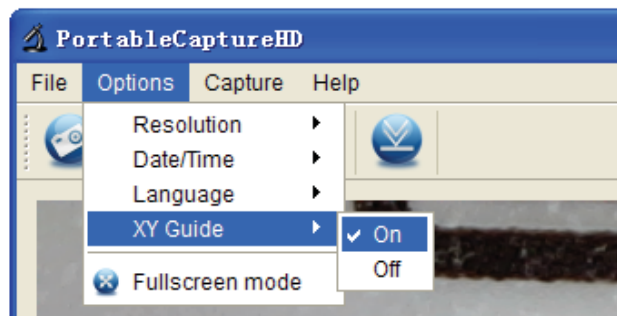 PortableCaptureHD
File Options Capture Help
Resolution
Date/Time
Language
XY Guide
On
Off
Fullscreen mode